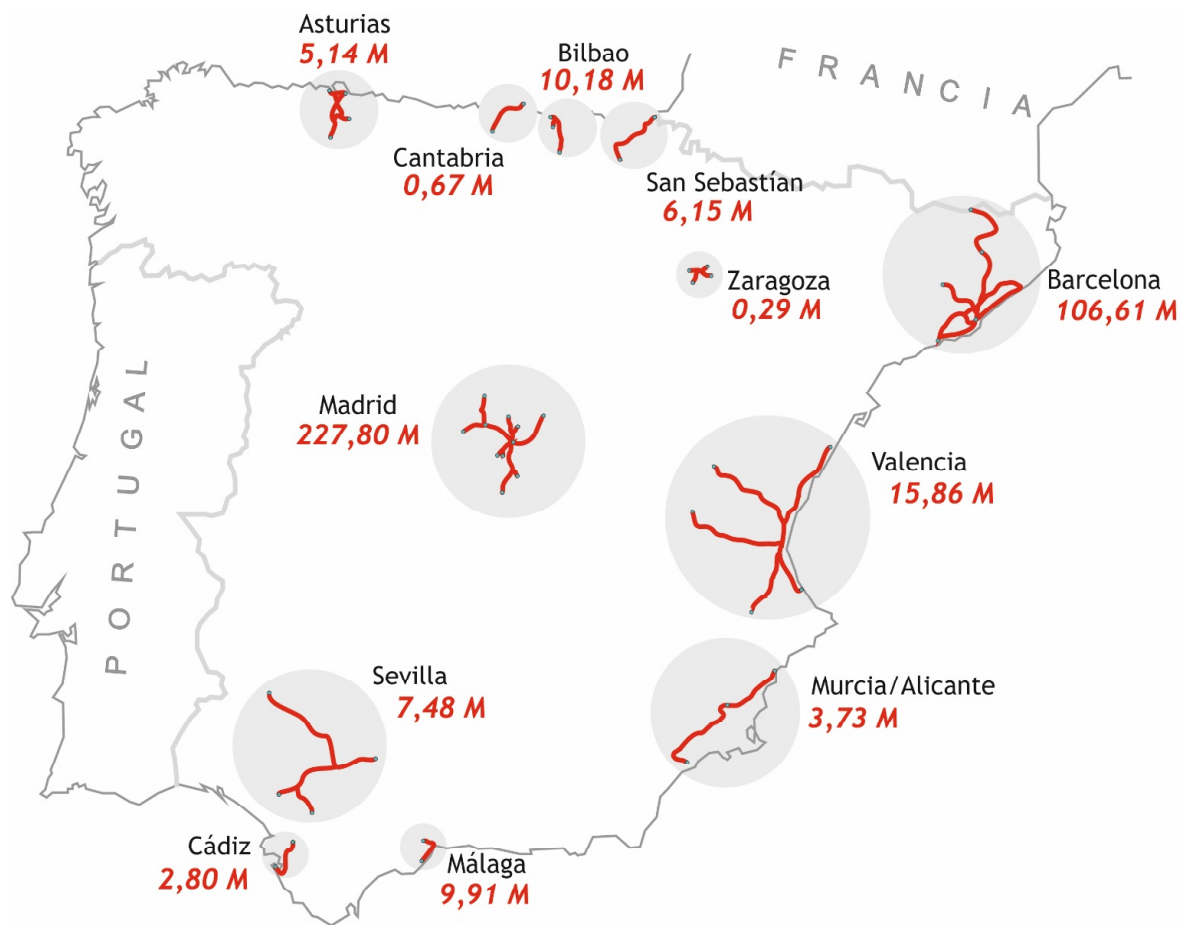 Asturias
5,14 M
Bilbao
10,18 M
FRANCIA
Cantabria
0,67 M
San Sebastían
6,15 M
Zaragoza
0,29 M
Barcelona
106,61 M
PORTUGAL
Madrid
227,80 M
Valencia
15,86 M
Sevilla
7,48 M
Murcia/Alicante
3,73 M
Cádiz
2,80 M
Málaga
9,91 M